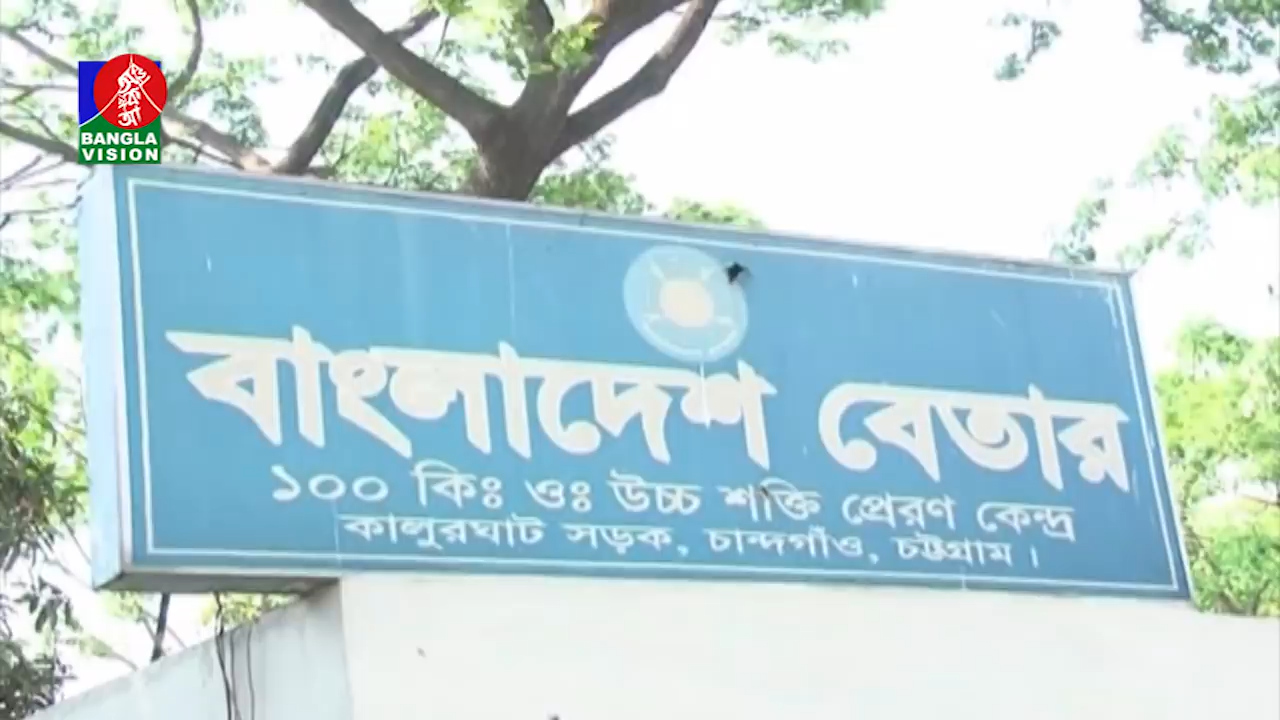 BANGLA
VISION
বাংলাদেশ বেতার
১০০ কিঃ ওঃ উচ্চ শক্তি প্রেরণ কেন্দ্র
কালুরঘাট সড়ক, চান্দগাঁও, চট্টগ্রাম।